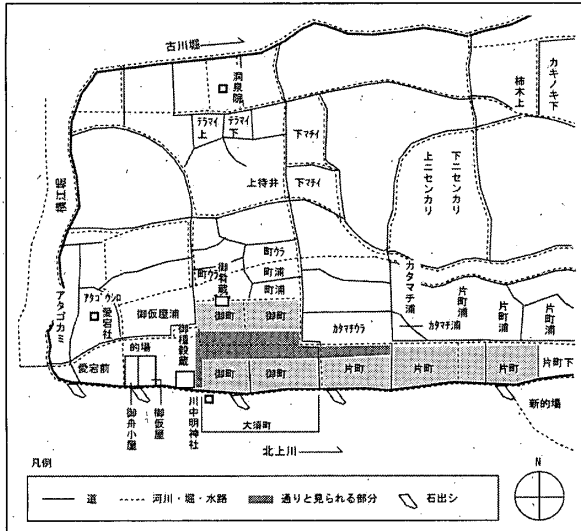 古川堀
洞泉院
柿木上
カキノキ下
テラマイ上
テラマイ下
下マチイ
上待井
下マチイ
上ニセンカリ
下ニセンカリ
横江堀
アタゴカミ
アタゴウシロ
愛宕社
御仮屋浦
町ウラ
御肴蔵
町ウラ
町浦
町浦
カタマチ浦
片町浦
片町浦
片町浦
御町
御町
カタマチウラ
カタマチ浦
愛宕前
的場
御種穀蔵
御町
御町
片町
片町
片町
片町下
御舟小屋
御仮屋
川中明神社
大須町
新的場
北上川
凡例
N
道
河川・堀・水路
通りと見られる部分
石出シ